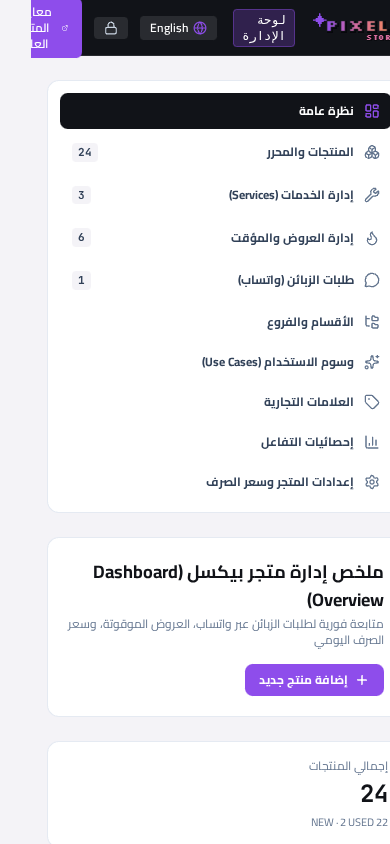 PIXEL
STOR
لوحة
الإدارة
English
معا
المتـ
العا
نظرة عامة
المنتجات والمحرر
24
إدارة الخدمات (Services)
3
إدارة العروض والمؤقت
6
طلبات الزبائن (واتساب)
1
الأقسام والفروع
وسوم الاستخدام (Use Cases)
العلامات التجارية
إحصائيات التفاعل
إعدادات المتجر وسعر الصرف
ملخص إدارة متجر بيكسل (Dashboard
Overview)
متابعة فورية لطلبات الزبائن عبر واتساب، العروض الموقوتة، وسعر
الصرف اليومي
إضافة منتج جديد
إجمالي المنتجات
24
NEW · 2 USED 22